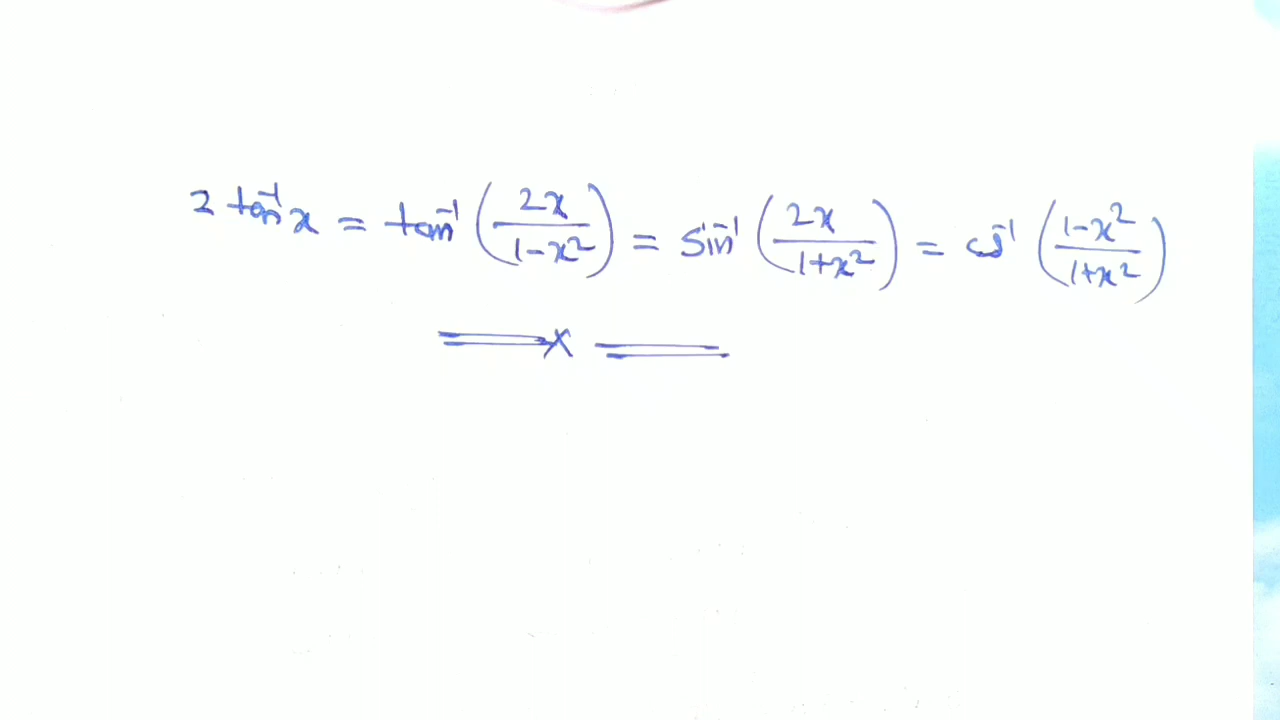 2 tan⁻¹x = tan⁻¹(2x/(1-x²)) = sin⁻¹(2x/(1+x²)) = cos⁻¹((1-x²)/(1+x²))
══x══